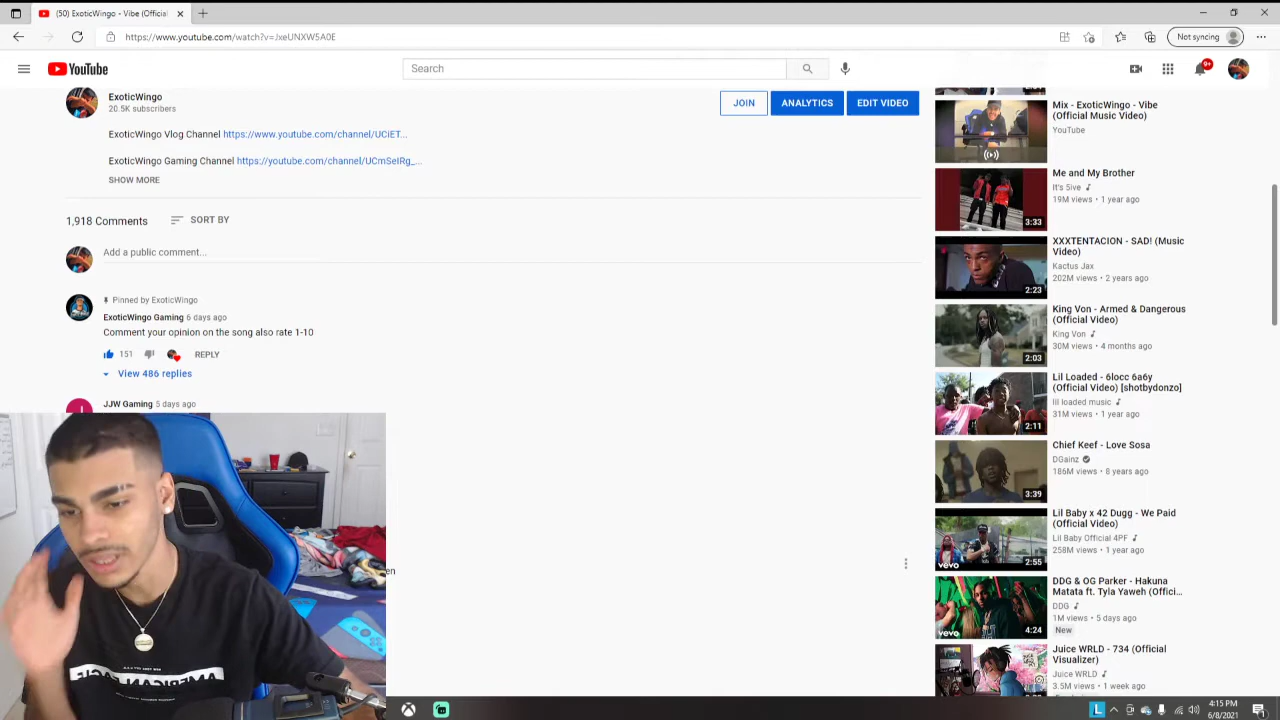 (50) ExoticWingo - Vibe (Official
https://www.youtube.com/watch?v=JxeUNXW5A0E
Not syncing
YouTube
Search
9+
ExoticWingo
20.5K subscribers
JOIN
ANALYTICS
EDIT VIDEO
ExoticWingo Vlog Channel https://www.youtube.com/channel/UCiET...
ExoticWingo Gaming Channel https://youtube.com/channel/UCmSeIRg_...
SHOW MORE
1,918 Comments
SORT BY
Add a public comment...
Pinned by ExoticWingo
ExoticWingo Gaming 6 days ago
Comment your opinion on the song also rate 1-10
151
REPLY
View 486 replies
JJW Gaming 5 days ago
en
Mix - ExoticWingo - Vibe
(Official Music Video)
YouTube
Me and My Brother
It's 5ive
19M views • 1 year ago
3:33
XXXTENTACION - SAD! (Music
Video)
Kactus Jax
202M views • 2 years ago
2:23
King Von - Armed & Dangerous
(Official Video)
King Von
30M views • 4 months ago
2:03
Lil Loaded - 6locc 6a6y
(Official Video) [shotbydonzo]
lil loaded music
31M views • 1 year ago
2:11
Chief Keef - Love Sosa
DGainz
186M views • 8 years ago
3:39
Lil Baby x 42 Dugg - We Paid
(Official Video)
Lil Baby Official 4PF
258M views • 1 year ago
vevo
2:55
DDG & OG Parker - Hakuna
Matata ft. Tyla Yaweh (Offici...
DDG
1M views • 5 days ago
New
vevo
4:24
Juice WRLD - 734 (Official
Visualizer)
Juice WRLD
3.5M views • 1 week ago
L
4:15 PM
6/8/2021